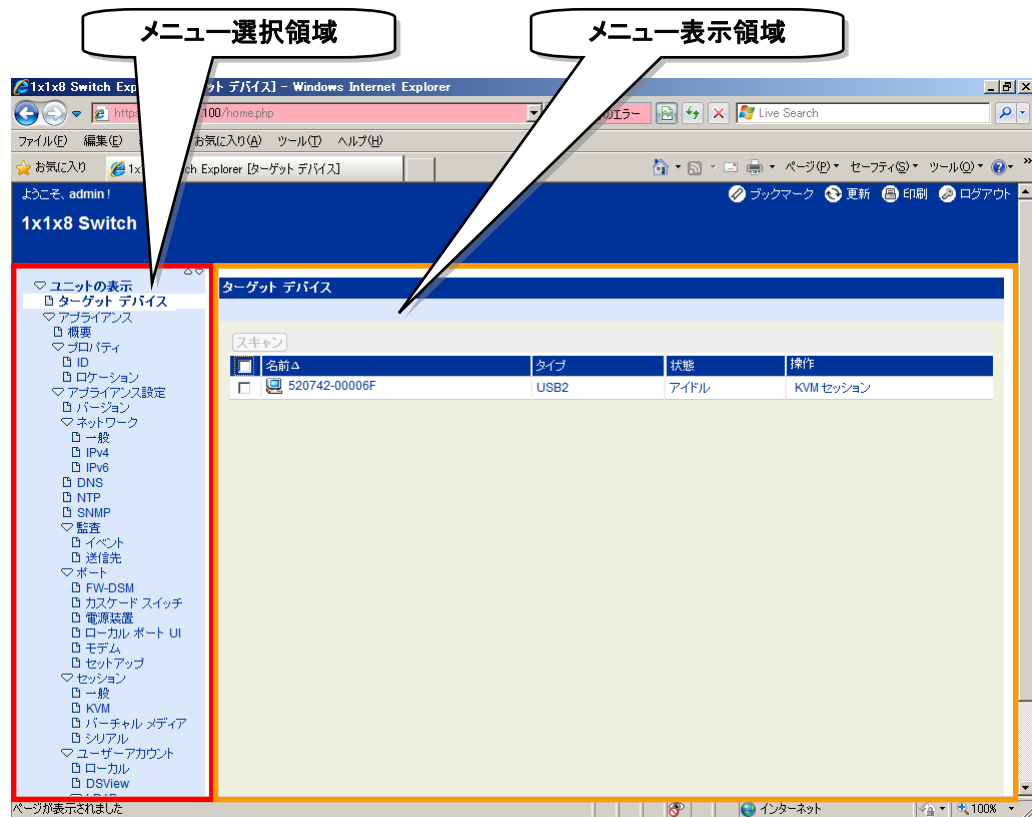 メニュー選択領域
メニュー表示領域
1x1x8 Switch Exp ト デバイス] - Windows Internet Explorer
100/home.php
エラー
Live Search
ファイル(F) 編集(E) お気に入り(A) ツール(T) ヘルプ(H)
お気に入り
ch Explorer [ターゲット デバイス]
ページ(P) セーフティ(S) ツール(O)
ようこそ、admin !
ブックマーク 更新 印刷 ログアウト
1x1x8 Switch
ユニットの表示
ターゲット デバイス
アプライアンス
概要
プロパティ
ID
ロケーション
アプライアンス設定
バージョン
ネットワーク
一般
IPv4
IPv6
DNS
NTP
SNMP
監査
イベント
送信先
ポート
FW-DSM
カスケード スイッチ
電源装置
ローカル ポート UI
モデム
セットアップ
セッション
一般
KVM
バーチャル メディア
シリアル
ユーザーアカウント
ローカル
DSView
ターゲット デバイス
スキャン
名前 タイプ 状態 操作
520742-00006F USB2 アイドル KVM セッション
ページが表示されました
インターネット
100%